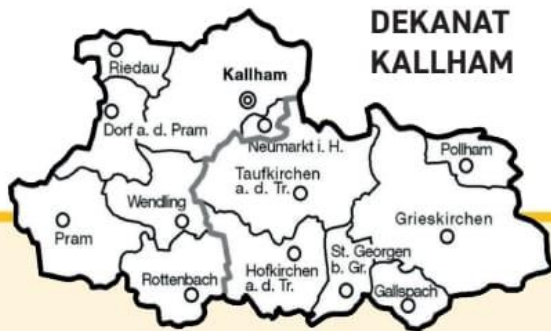 DEKANAT
KALLHAM
Riedau
Kallham
Dorf a. d. Pram
Neumarkt i. H.
Pollham
Taufkirchen
a. d. Tr.
Wendling
Pram
Grieskirchen
St. Georgen
b. Gr.
Hofkirchen
a. d. Tr.
Rottenbach
Gallspach